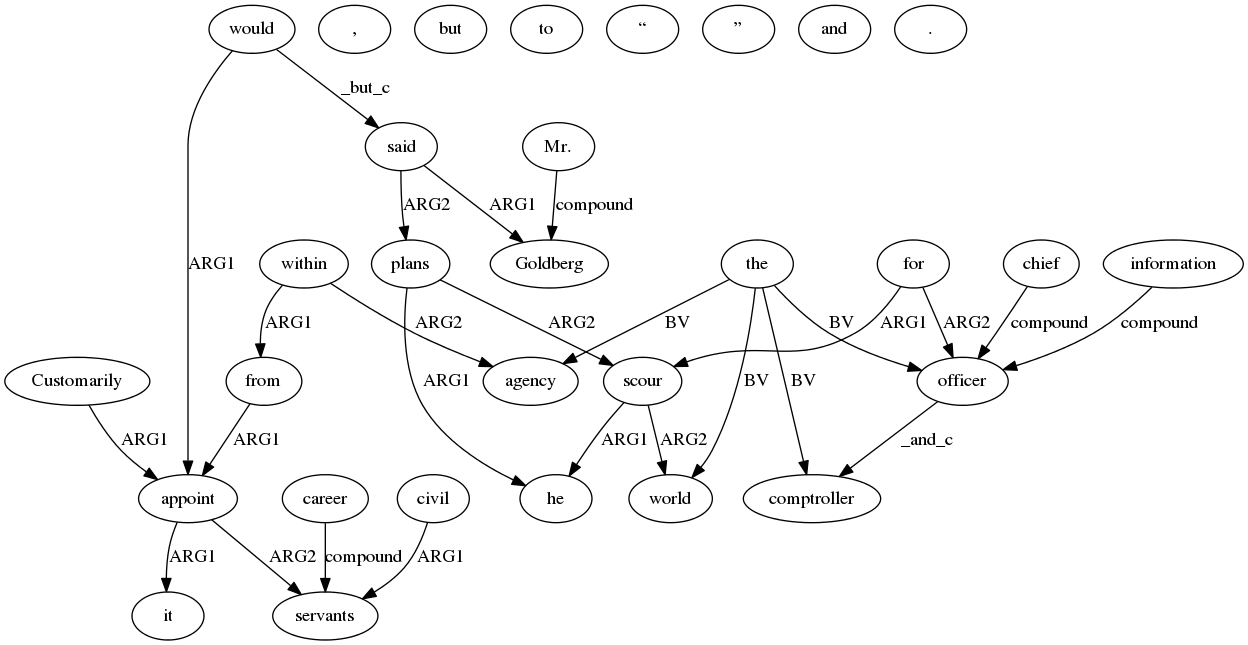 would , but to “ ” and .
_but_c
said Mr.
ARG2 ARG1 compound
ARG1 within plans Goldberg the for chief information
ARG1 ARG2 ARG2 BV BV ARG1 ARG2 compound compound
Customarily from ARG1 agency scour BV BV officer
ARG1 ARG1 ARG1 ARG2 _and_c
appoint career civil he world comptroller
ARG1 ARG2 compound ARG1
it servants